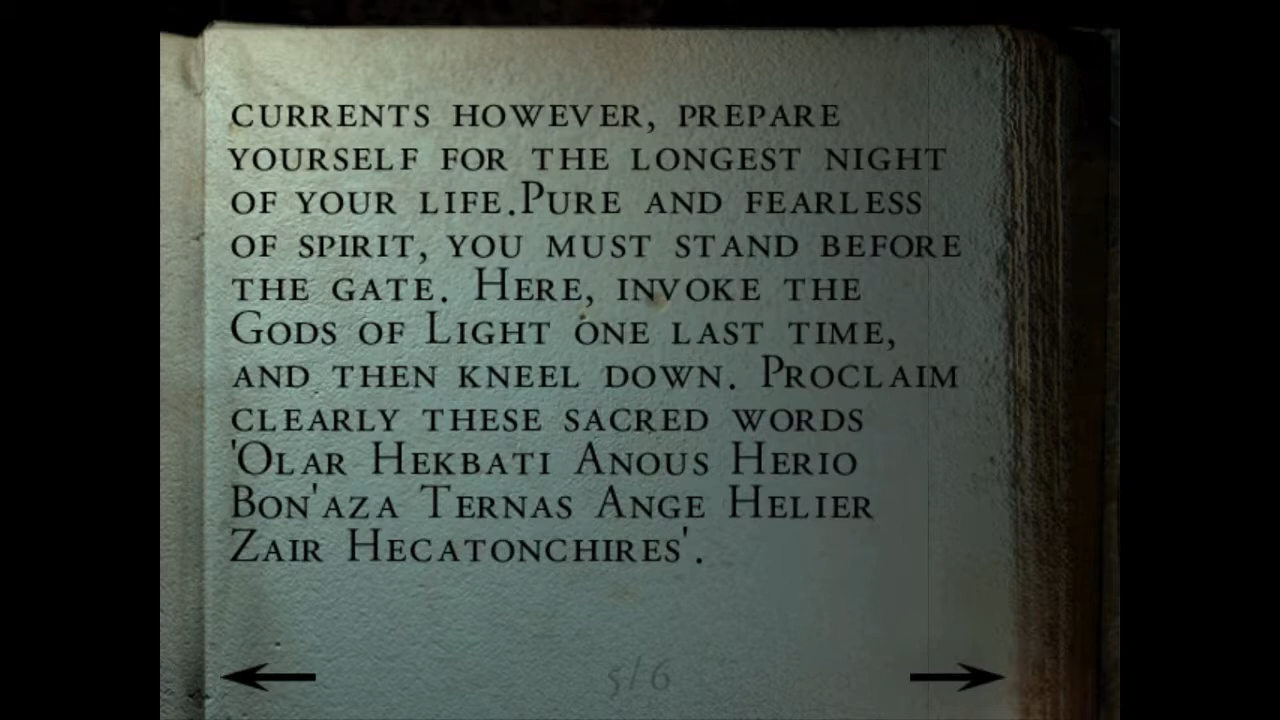 currents however, prepare
yourself for the longest night
of your life.Pure and fearless
of spirit, you must stand before
the gate. Here, invoke the
Gods of Light one last time,
and then kneel down. Proclaim
clearly these sacred words
'Olar Hekbati Anous Herio
Bon'aza Ternas Ange Helier
Zair Hecatonchires'.
5/6